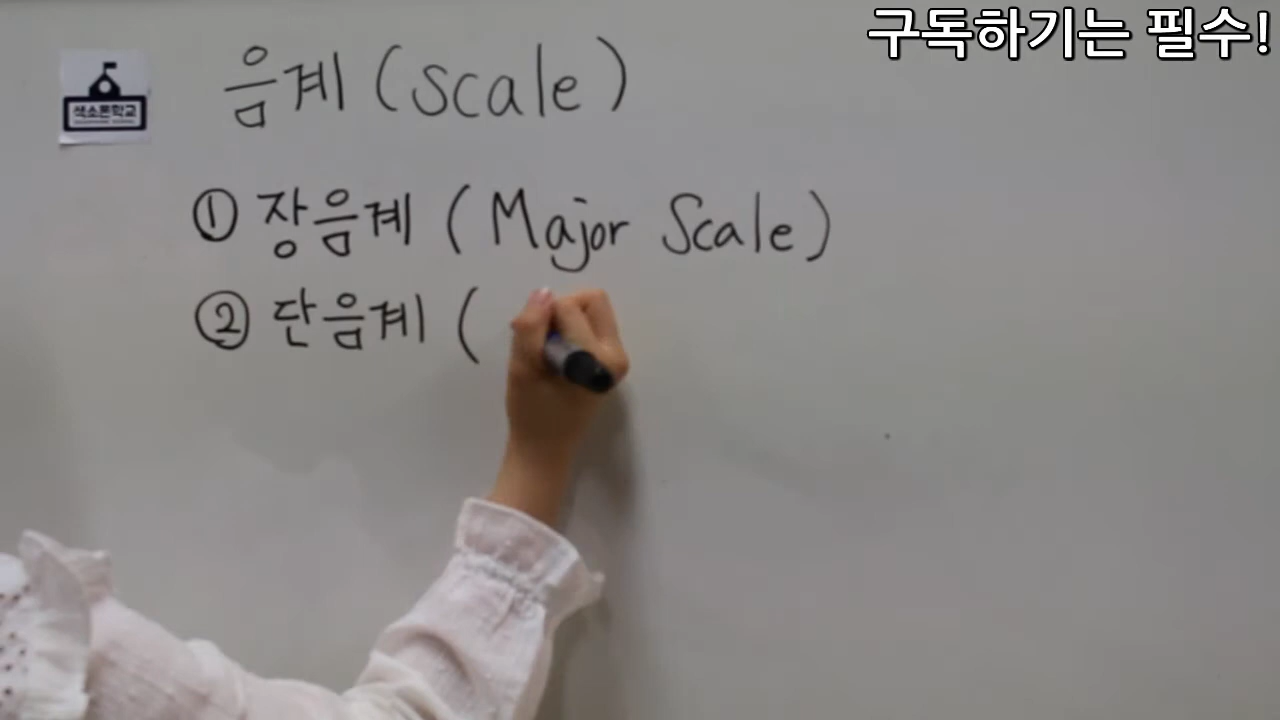 구독하기는 필수!
색소폰학교
음계 (scale)
① 장음계 (Major Scale)
② 단음계 (